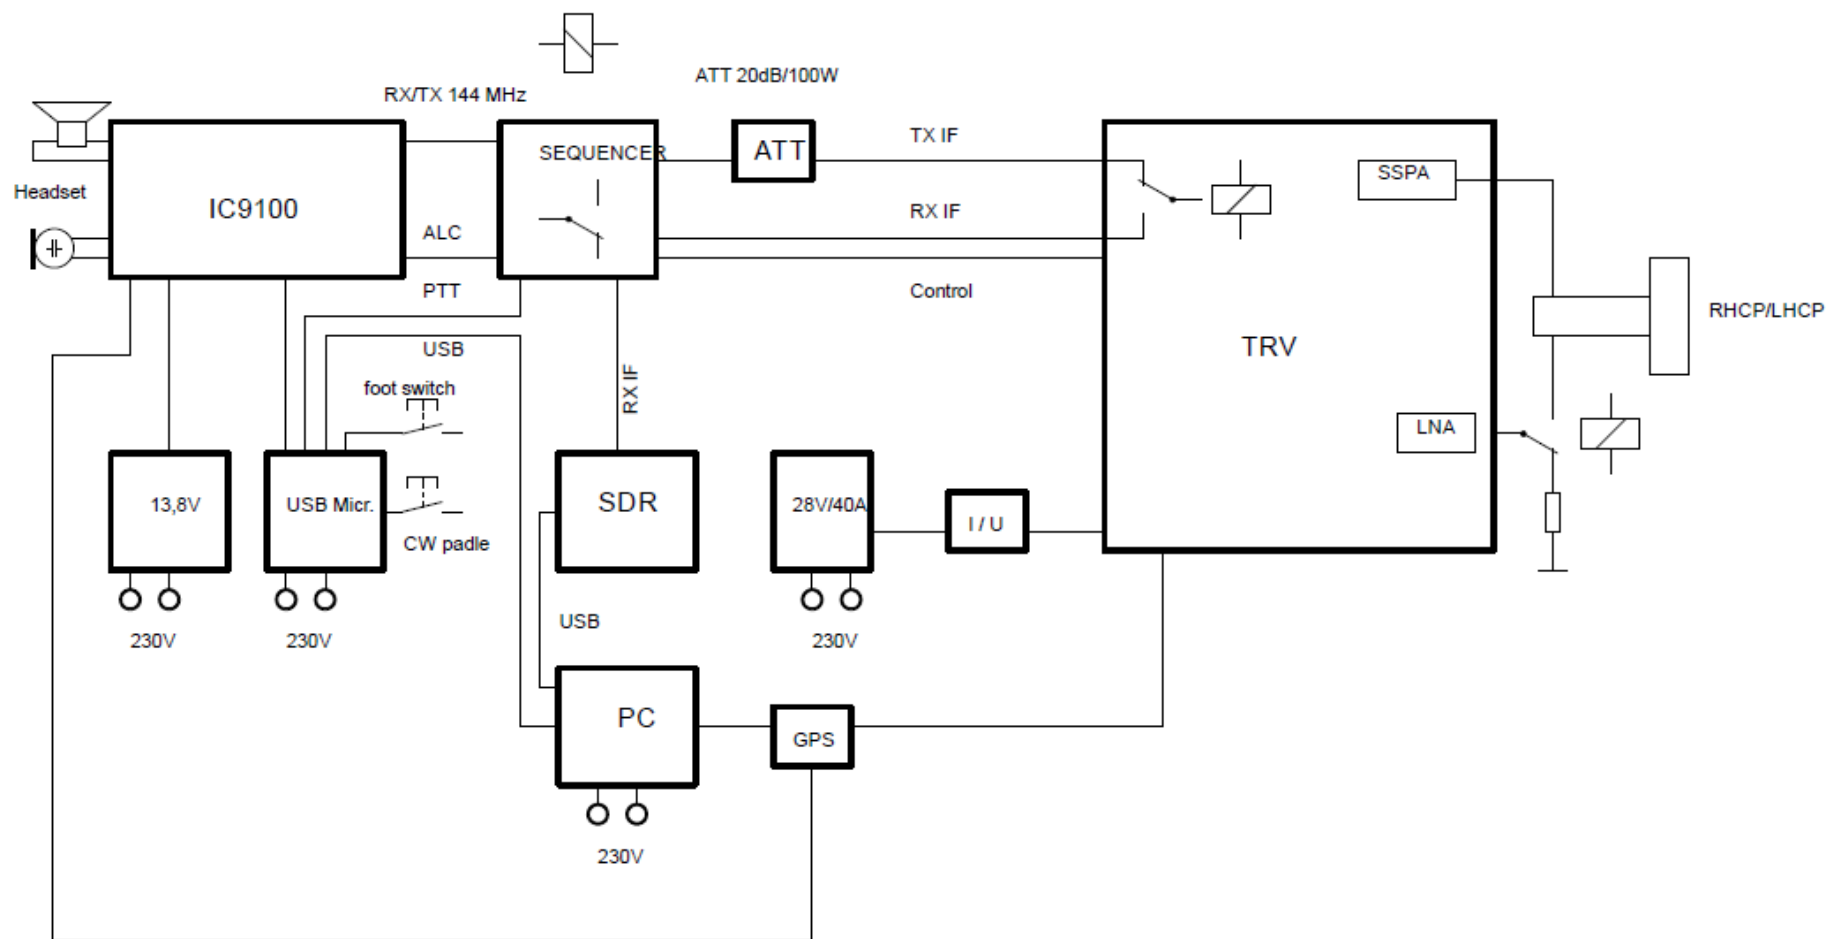 ATT 20dB/100W
RX/TX 144 MHz
TX IF
SEQUENCER
ATT
SSPA
Headset
IC9100
RX IF
ALC
PTT
Control
RHCP/LHCP
USB
TRV
foot switch
RX IF
LNA
13,8V
USB Micr.
SDR
28V/40A
I / U
CW padle
USB
230V
230V
230V
PC
GPS
230V